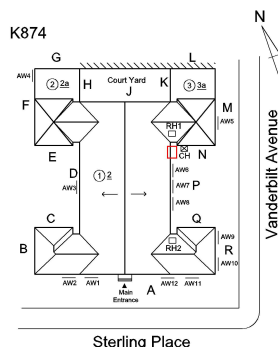 K874
N
G
L
AW4
2 2a
H
Court Yard
K
3 3a
J
F
M
RH1
AW5
E
N
CH
D
1 2
AW6
AW3
AW7
P
AW8
C
Q
B
RH2
AW9
R
AW10
AW2
AW1
A
AW12
AW11
Main
Entrance
Vanderbilt Avenue
Sterling Place